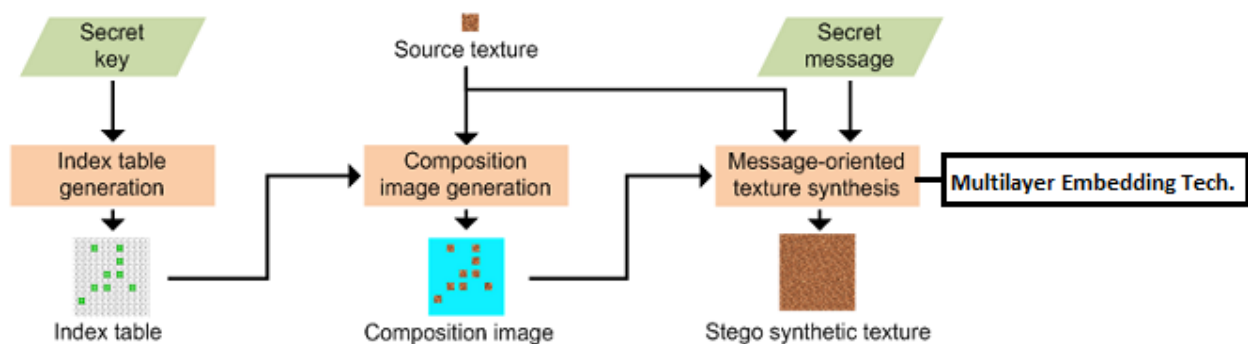 Secret
key
Source texture
Secret
message
Index table
generation
Composition
image generation
Message-oriented
texture synthesis
Multilayer Embedding Tech.
Index table
Composition image
Stego synthetic texture